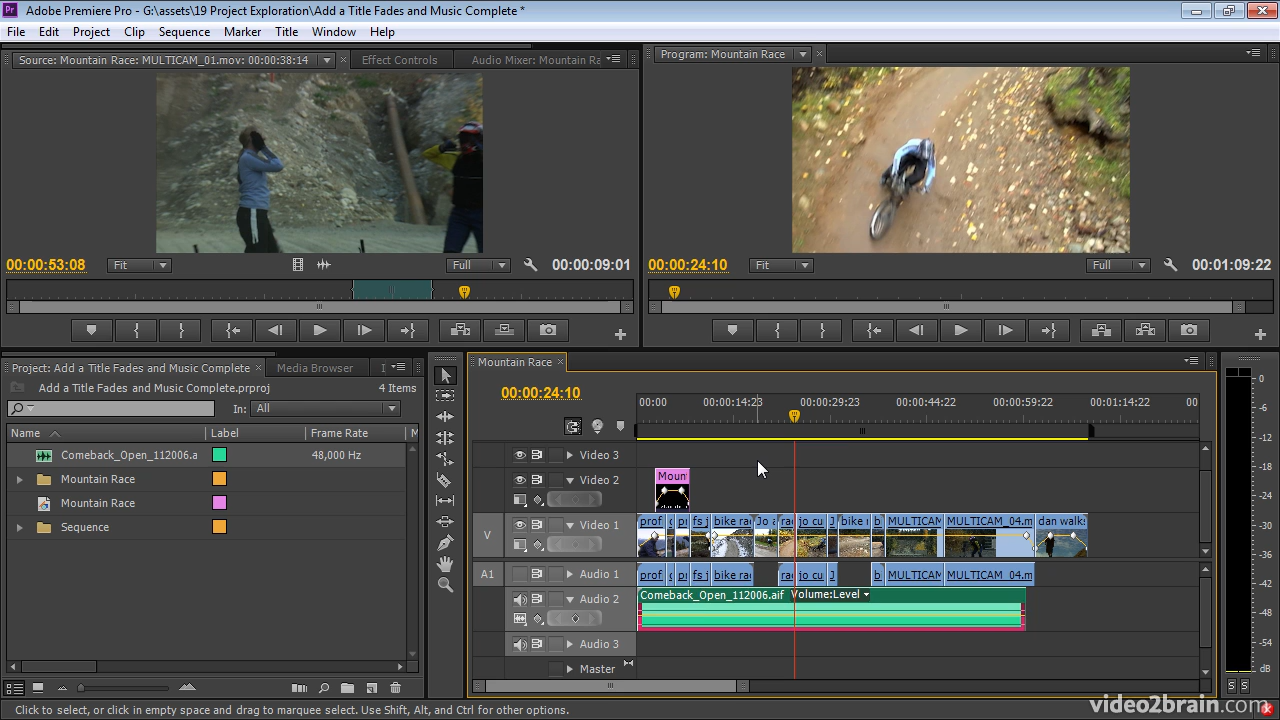 Adobe Premiere Pro - G:\assets\19 Project Exploration\Add a Title Fades and Music Complete *
File Edit Project Clip Sequence Marker Title Window Help
Source: Mountain Race: MULTICAM_01.mov: 00:00:38:14
Effect Controls
Audio Mixer: Mountain Ra
Program: Mountain Race
00:00:53:08
Fit
Full
00:00:09:01
00:00:24:10
Fit
Full
00:01:09:22
Project: Add a Title Fades and Music Complete
Media Browser
Add a Title Fades and Music Complete.prproj
4 Items
In: All
Name Label Frame Rate M
Comeback_Open_112006.a 48,000 Hz
Mountain Race
Mountain Race
Sequence
Mountain Race
00:00:24:10
00:00 00:00:14:23 00:00:29:23 00:00:44:22 00:00:59:22 00:01:14:22 00
Video 3
Video 2
Moun
V Video 1
prof bike rac Jo a jo cu bike r b MULTICAM MULTICAM_04.m dan walks
A1 Audio 1
prof fs j bike rac rac jo cu J b MULTICAM MULTICAM_04.m
Audio 2
Comeback_Open_112006.aif Volume:Level
Audio 3
Master
0
-6
-12
-18
-24
-30
-36
-42
-48
-54
dB
S S
Click to select, or click in empty space and drag to marquee select. Use Shift, Alt, and Ctrl for other options.
video2brain.com